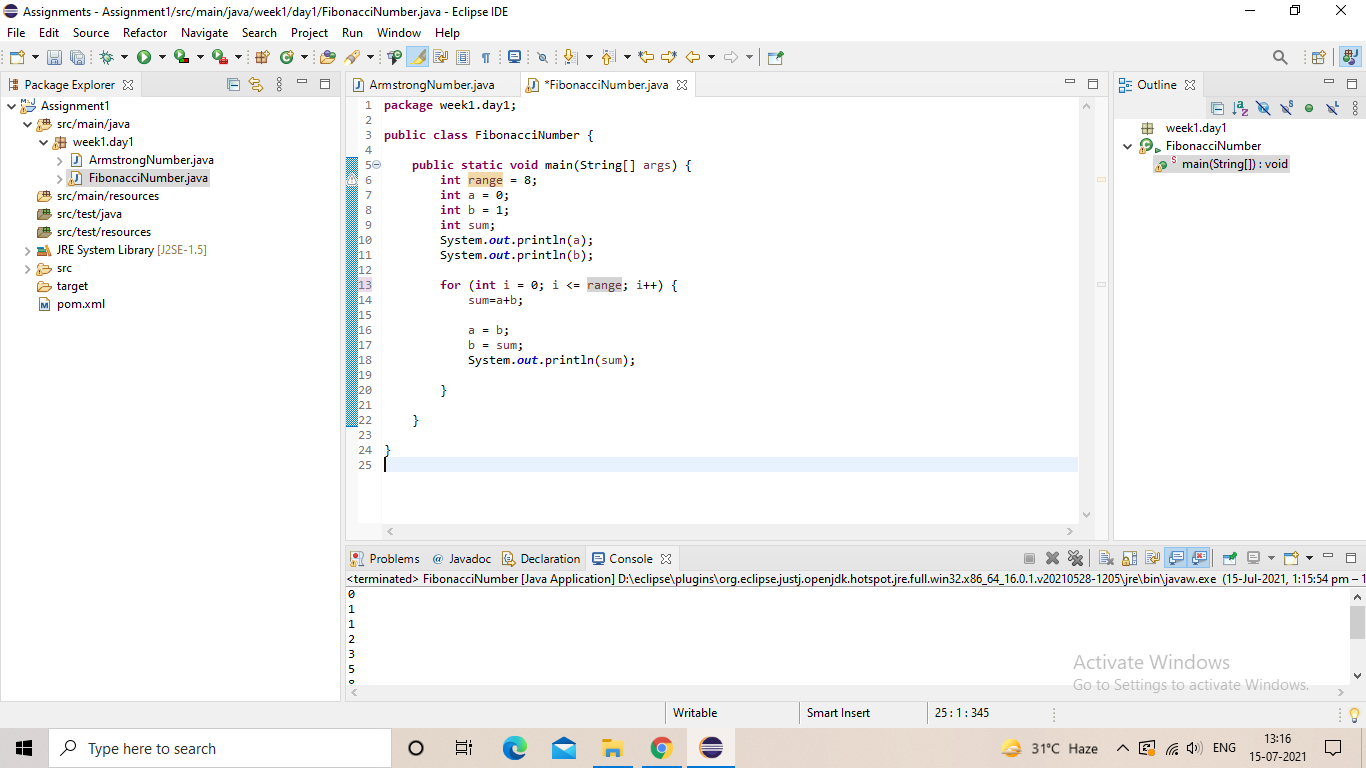 Assignments - Assignment1/src/main/java/week1/day1/FibonacciNumber.java - Eclipse IDE
File Edit Source Refactor Navigate Search Project Run Window Help
Package Explorer
Assignment1
src/main/java
week1.day1
ArmstrongNumber.java
FibonacciNumber.java
src/main/resources
src/test/java
src/test/resources
JRE System Library [J2SE-1.5]
src
target
pom.xml
ArmstrongNumber.java *FibonacciNumber.java
1 package week1.day1;
2
3 public class FibonacciNumber {
4
5 public static void main(String[] args) {
6 int range = 8;
7 int a = 0;
8 int b = 1;
9 int sum;
10 System.out.println(a);
11 System.out.println(b);
12
13 for (int i = 0; i <= range; i++) {
14 sum=a+b;
15
16 a = b;
17 b = sum;
18 System.out.println(sum);
19
20 }
21
22 }
23
24 }
25
Outline
week1.day1
FibonacciNumber
main(String[]) : void
Problems @ Javadoc Declaration Console
<terminated> FibonacciNumber [Java Application] D:\eclipse\plugins\org.eclipse.justj.openjdk.hotspot.jre.full.win32.x86_64_16.0.1.v20210528-1205\jre\bin\javaw.exe (15-Jul-2021, 1:15:54 pm – 1
0
1
1
2
3
5
Activate Windows
Go to Settings to activate Windows.
Writable Smart Insert 25 : 1 : 345
Type here to search
31°C Haze
ENG
13:16
15-07-2021